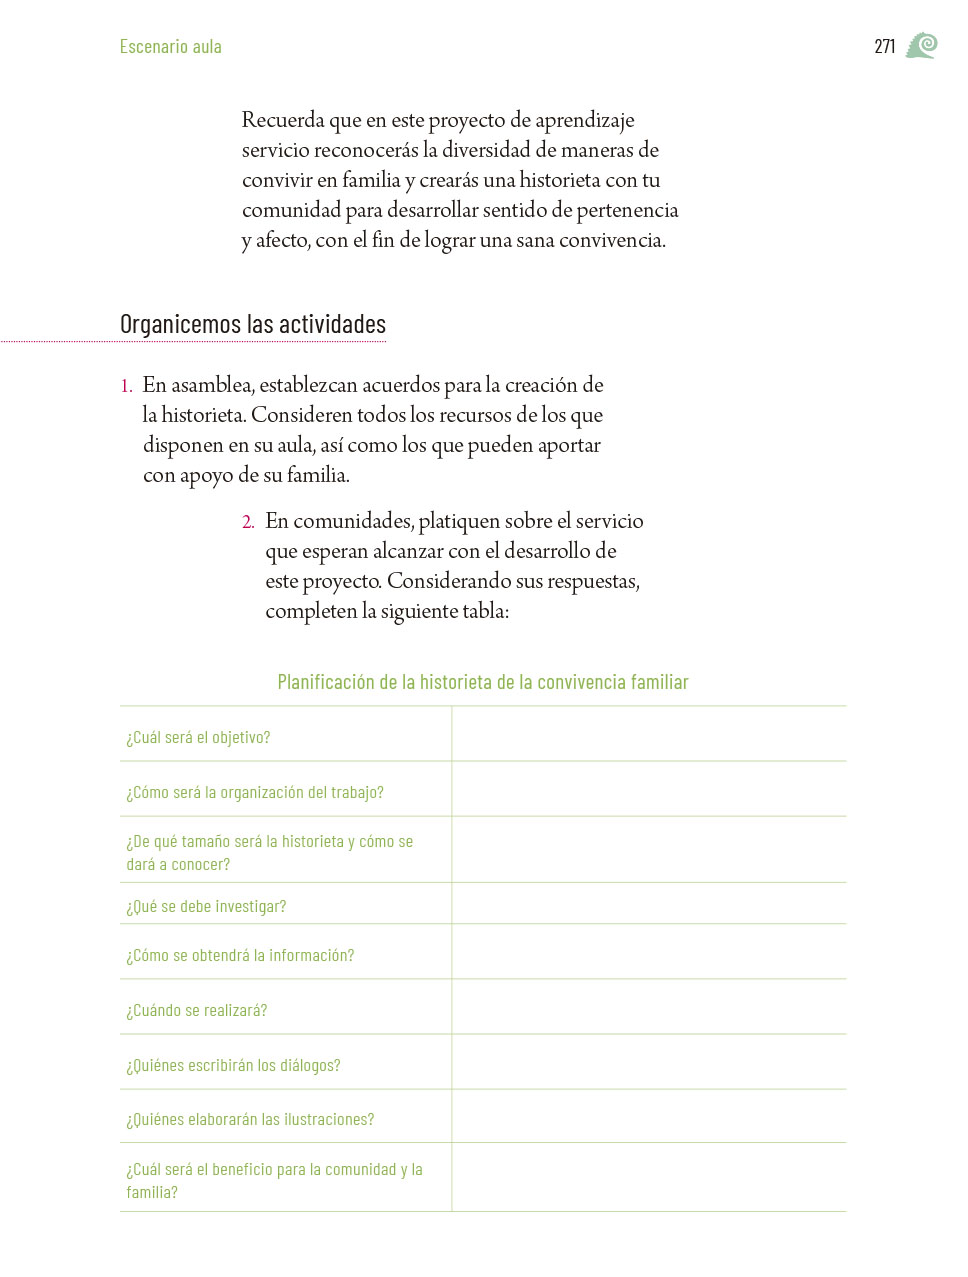 Escenario aula
271
Recuerda que en este proyecto de aprendizaje
servicio reconocerás la diversidad de maneras de
convivir en familia y crearás una historieta con tu
comunidad para desarrollar sentido de pertenencia
y afecto, con el fin de lograr una sana convivencia.
Organicemos las actividades
1. En asamblea, establezcan acuerdos para la creación de
la historieta. Consideren todos los recursos de los que
disponen en su aula, así como los que pueden aportar
con apoyo de su familia.
2. En comunidades, platiquen sobre el servicio
que esperan alcanzar con el desarrollo de
este proyecto. Considerando sus respuestas,
completen la siguiente tabla:
Planificación de la historieta de la convivencia familiar
¿Cuál será el objetivo?
¿Cómo será la organización del trabajo?
¿De qué tamaño será la historieta y cómo se
dará a conocer?
¿Qué se debe investigar?
¿Cómo se obtendrá la información?
¿Cuándo se realizará?
¿Quiénes escribirán los diálogos?
¿Quiénes elaborarán las ilustraciones?
¿Cuál será el beneficio para la comunidad y la
familia?